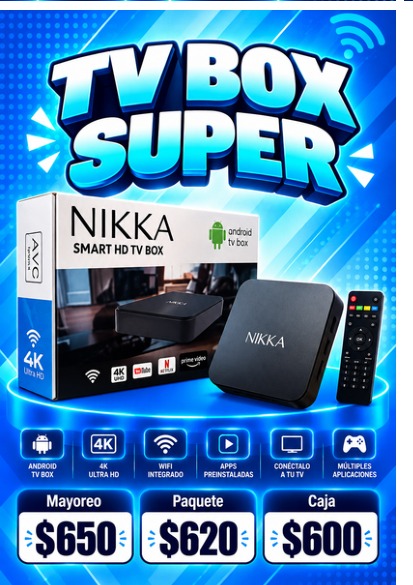 TV BOX
SUPER
NIKKA
SMART HD TV BOX
android
tv box
AVC
4K
Ultra HD
NIKKA
4K
UHD
YouTube
NETFLIX
prime video
NIKKA
ANDROID
TV BOX
4K
4K
ULTRA HD
WIFI
INTEGRADO
APPS
PREINSTALADAS
CONÉCTALO
A TU TV
MÚLTIPLES
APLICACIONES
Mayoreo
$650
Paquete
$620
Caja
$600